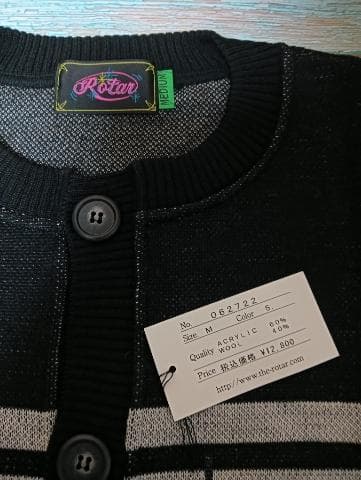 Rotar
MEDIUM
No. 062722
Size M Color S
Quality ACRYLIC 60%
WOOL 40%
Price 税込価格 ¥12,800
http://www.the-rotar.com